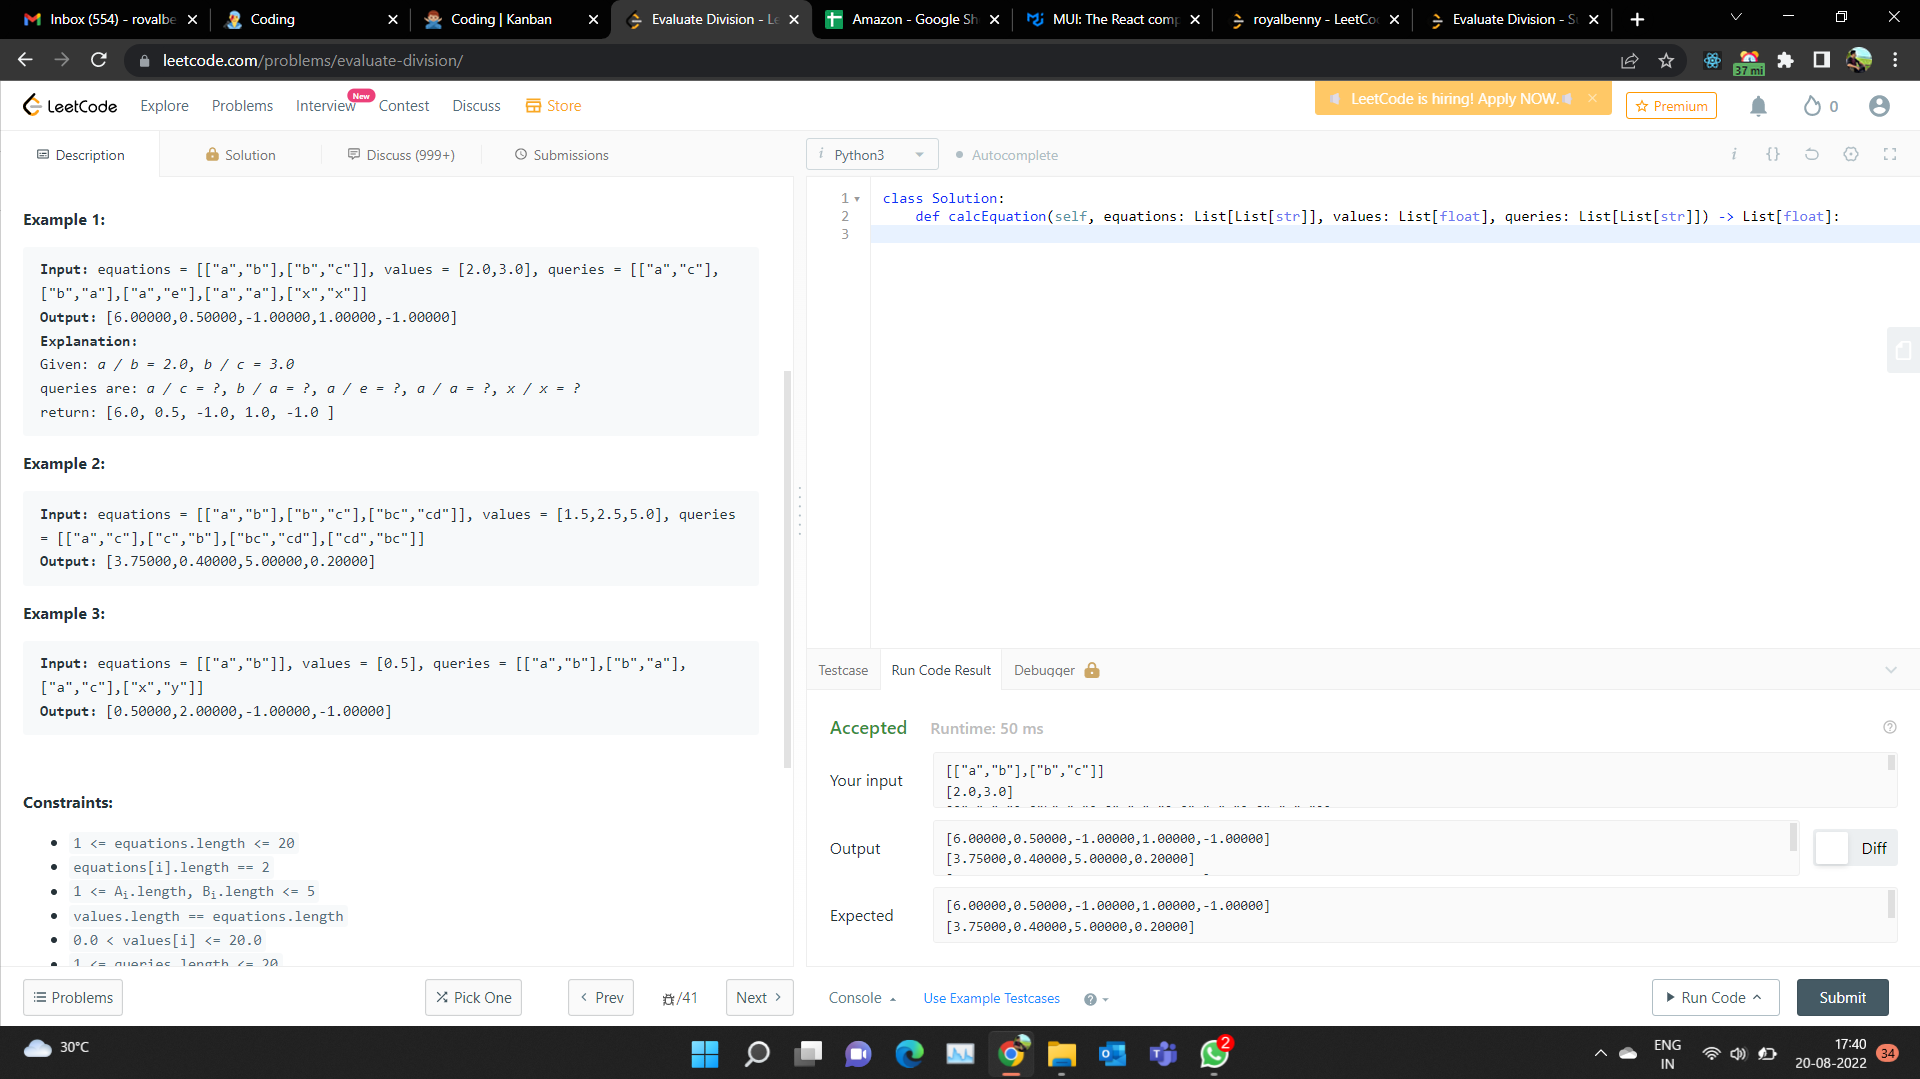 Inbox (554) - royalbe
Coding
Coding | Kanban
Evaluate Division - Le
Amazon - Google Sh
MUI: The React comp
royalbenny - LeetCo
Evaluate Division - S
leetcode.com/problems/evaluate-division/
37 mi
LeetCode
Explore
Problems
Interview
New
Contest
Discuss
Store
LeetCode is hiring! Apply NOW.
Premium
0
Description
Solution
Discuss (999+)
Submissions
i Python3
Autocomplete
i {}
Example 1:
Input: equations = [["a","b"],["b","c"]], values = [2.0,3.0], queries = [["a","c"],
["b","a"],["a","e"],["a","a"],["x","x"]]
Output: [6.00000,0.50000,-1.00000,1.00000,-1.00000]
Explanation:
Given: a / b = 2.0, b / c = 3.0
queries are: a / c = ?, b / a = ?, a / e = ?, a / a = ?, x / x = ?
return: [6.0, 0.5, -1.0, 1.0, -1.0 ]
Example 2:
Input: equations = [["a","b"],["b","c"],["bc","cd"]], values = [1.5,2.5,5.0], queries
= [["a","c"],["c","b"],["bc","cd"],["cd","bc"]]
Output: [3.75000,0.40000,5.00000,0.20000]
Example 3:
Input: equations = [["a","b"]], values = [0.5], queries = [["a","b"],["b","a"],
["a","c"],["x","y"]]
Output: [0.50000,2.00000,-1.00000,-1.00000]
Constraints:
1 <= equations.length <= 20
equations[i].length == 2
1 <= Ai.length, Bi.length <= 5
values.length == equations.length
0.0 < values[i] <= 20.0
1 <= queries.length <= 20
1 class Solution:
2 def calcEquation(self, equations: List[List[str]], values: List[float], queries: List[List[str]]) -> List[float]:
3
Testcase
Run Code Result
Debugger
Accepted
Runtime: 50 ms
Your input
[["a","b"],["b","c"]]
[2.0,3.0]
Output
[6.00000,0.50000,-1.00000,1.00000,-1.00000]
[3.75000,0.40000,5.00000,0.20000]
Diff
Expected
[6.00000,0.50000,-1.00000,1.00000,-1.00000]
[3.75000,0.40000,5.00000,0.20000]
Problems
Pick One
Prev
/41
Next
Console
Use Example Testcases
Run Code
Submit
30°C
2
ENG
IN
17:40
20-08-2022
34